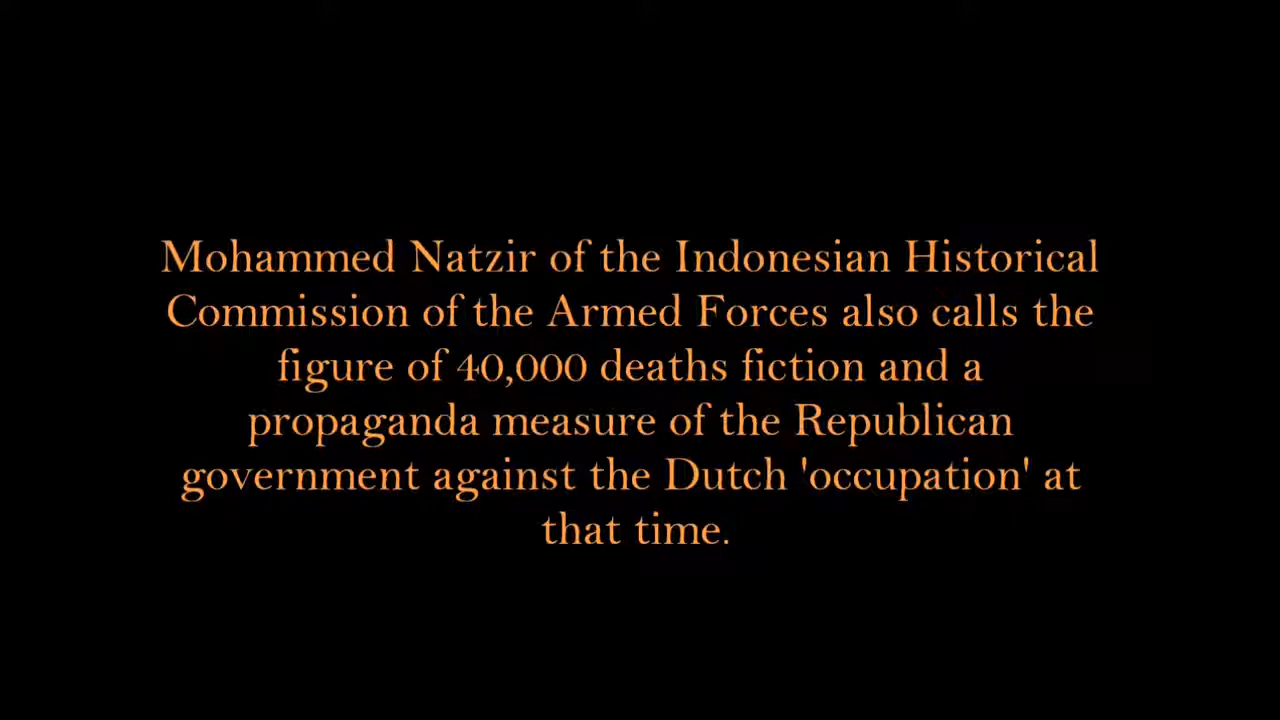 Mohammed Natzir of the Indonesian Historical
Commission of the Armed Forces also calls the
figure of 40,000 deaths fiction and a
propaganda measure of the Republican
government against the Dutch 'occupation' at
that time.